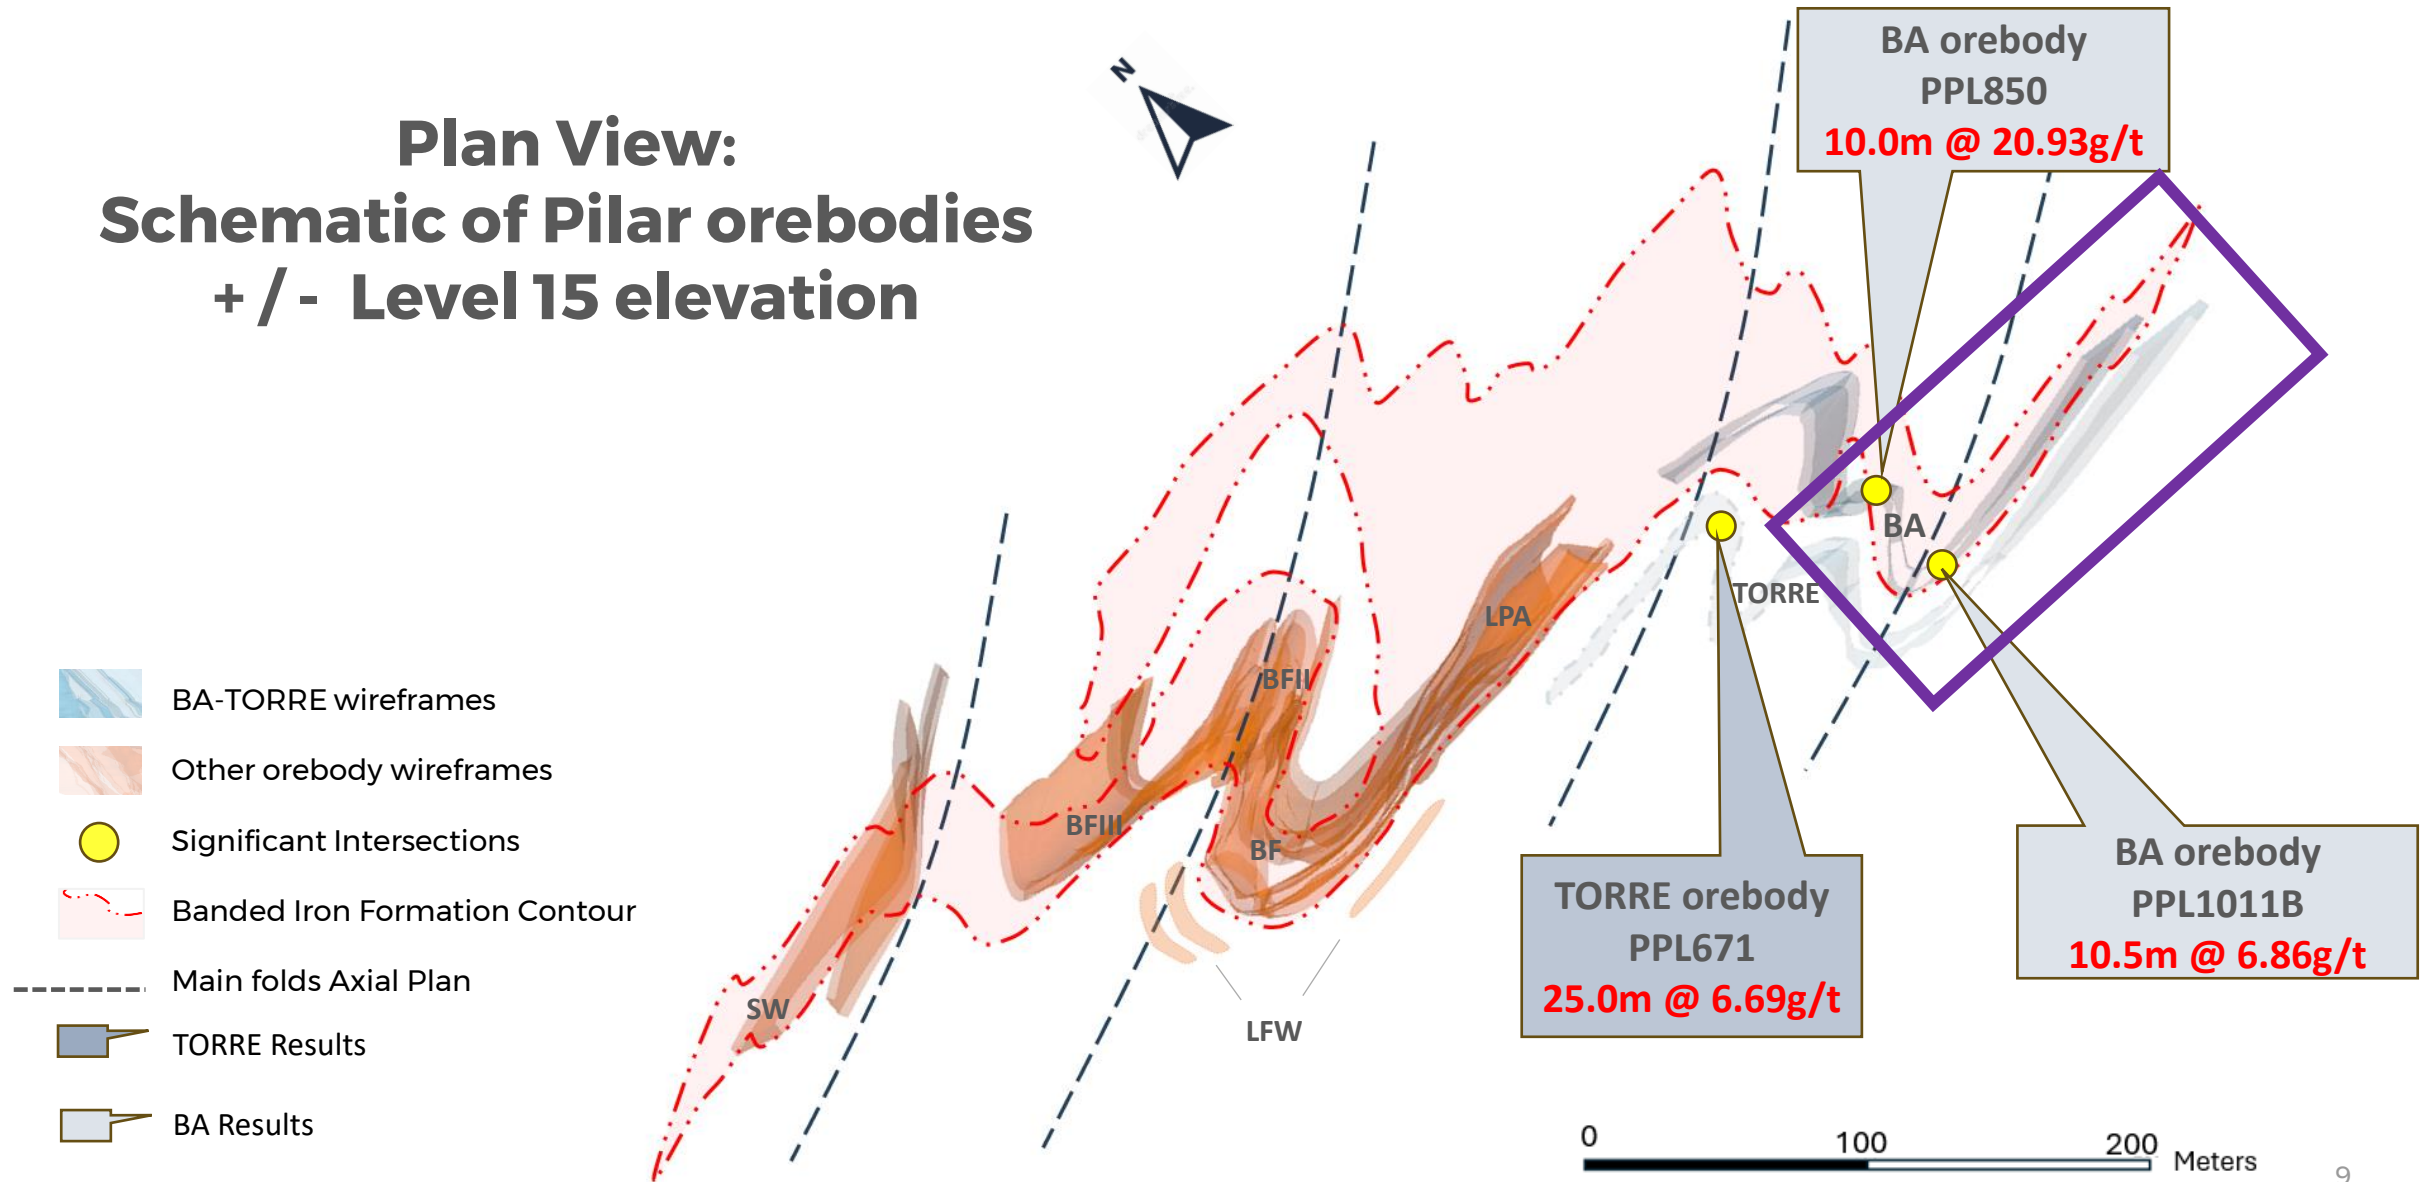 Plan View:
Schematic of Pilar orebodies
+ / -  Level 15 elevation
N
BA orebody
PPL850
10.0m @ 20.93g/t
BA
TORRE
LPA
BFII
BFIII
BF
SW
LFW
BA-TORRE wireframes
Other orebody wireframes
Significant Intersections
Banded Iron Formation Contour
Main folds Axial Plan
TORRE Results
BA Results
TORRE orebody
PPL671
25.0m @ 6.69g/t
BA orebody
PPL1011B
10.5m @ 6.86g/t
0 100 200 Meters
9